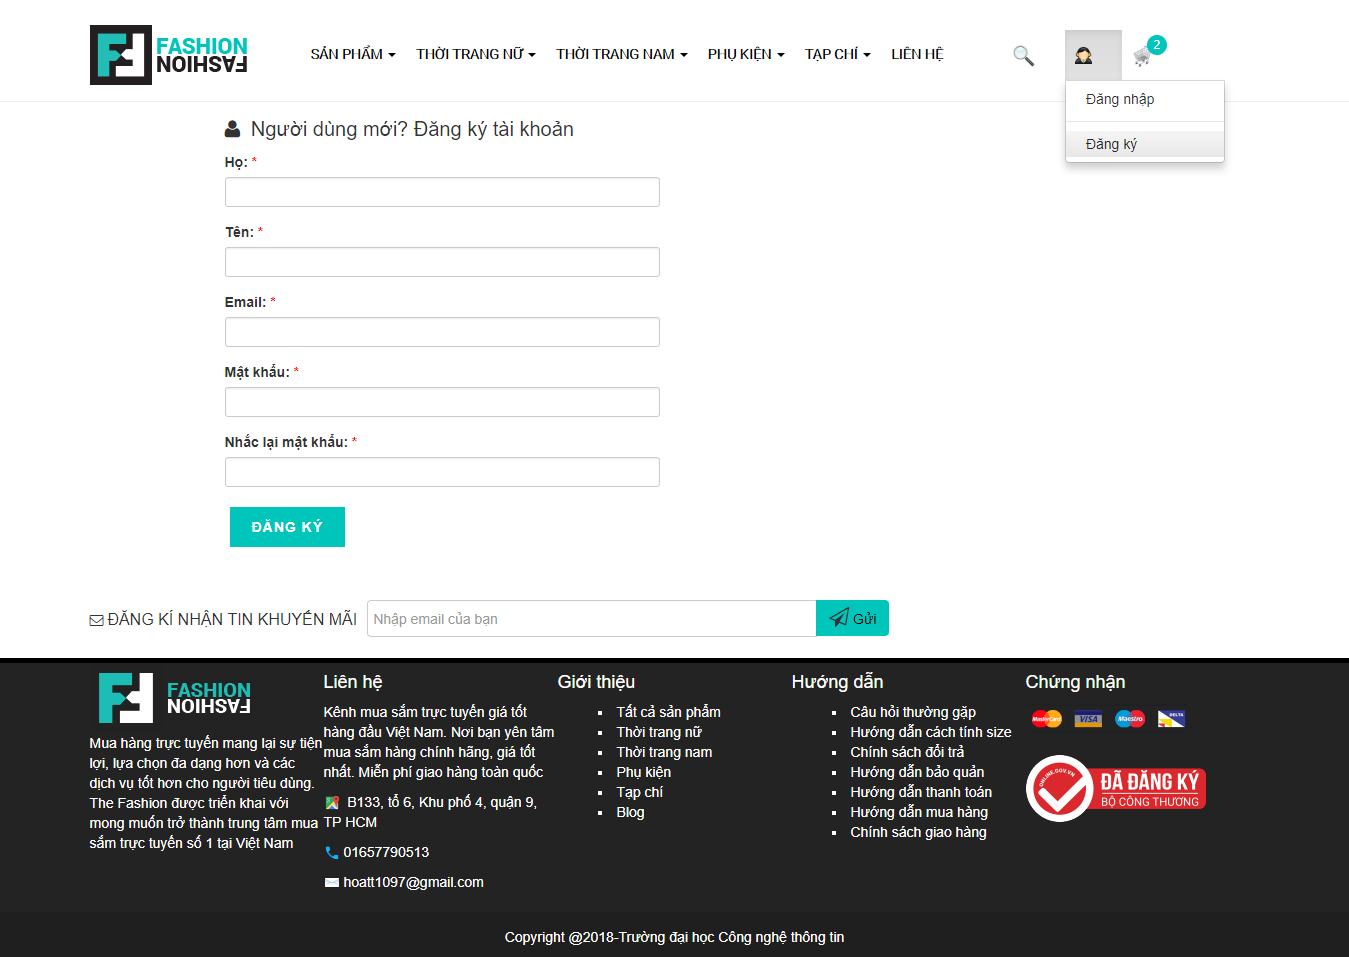 FASHION
FASHION
SẢN PHẨM
THỜI TRANG NỮ
THỜI TRANG NAM
PHỤ KIỆN
TẠP CHÍ
LIÊN HỆ
2
Đăng nhập
Đăng ký
Người dùng mới? Đăng ký tài khoản
Họ: *
Tên: *
Email: *
Mật khẩu: *
Nhắc lại mật khẩu: *
ĐĂNG KÝ
ĐĂNG KÍ NHẬN TIN KHUYẾN MÃI
Nhập email của bạn
Gửi
FASHION
FASHION
Mua hàng trực tuyến mang lại sự tiện
lợi, lựa chọn đa dạng hơn và các
dịch vụ tốt hơn cho người tiêu dùng.
The Fashion được triển khai với
mong muốn trở thành trung tâm mua
sắm trực tuyến số 1 tại Việt Nam
Liên hệ
Kênh mua sắm trực tuyến giá tốt
hàng đầu Việt Nam. Nơi bạn yên tâm
mua sắm hàng chính hãng, giá tốt
nhất. Miễn phí giao hàng toàn quốc
B133, tổ 6, Khu phố 4, quận 9,
TP HCM
01657790513
hoatt1097@gmail.com
Giới thiệu
Tất cả sản phẩm
Thời trang nữ
Thời trang nam
Phụ kiện
Tạp chí
Blog
Hướng dẫn
Câu hỏi thường gặp
Hướng dẫn cách tính size
Chính sách đổi trả
Hướng dẫn bảo quản
Hướng dẫn thanh toán
Hướng dẫn mua hàng
Chính sách giao hàng
Chứng nhận
MasterCard
VISA
Maestro
DELTA
ONLINE.GOV.VN
ĐÃ ĐĂNG KÝ
BỘ CÔNG THƯƠNG
Copyright @2018-Trường đại học Công nghệ thông tin